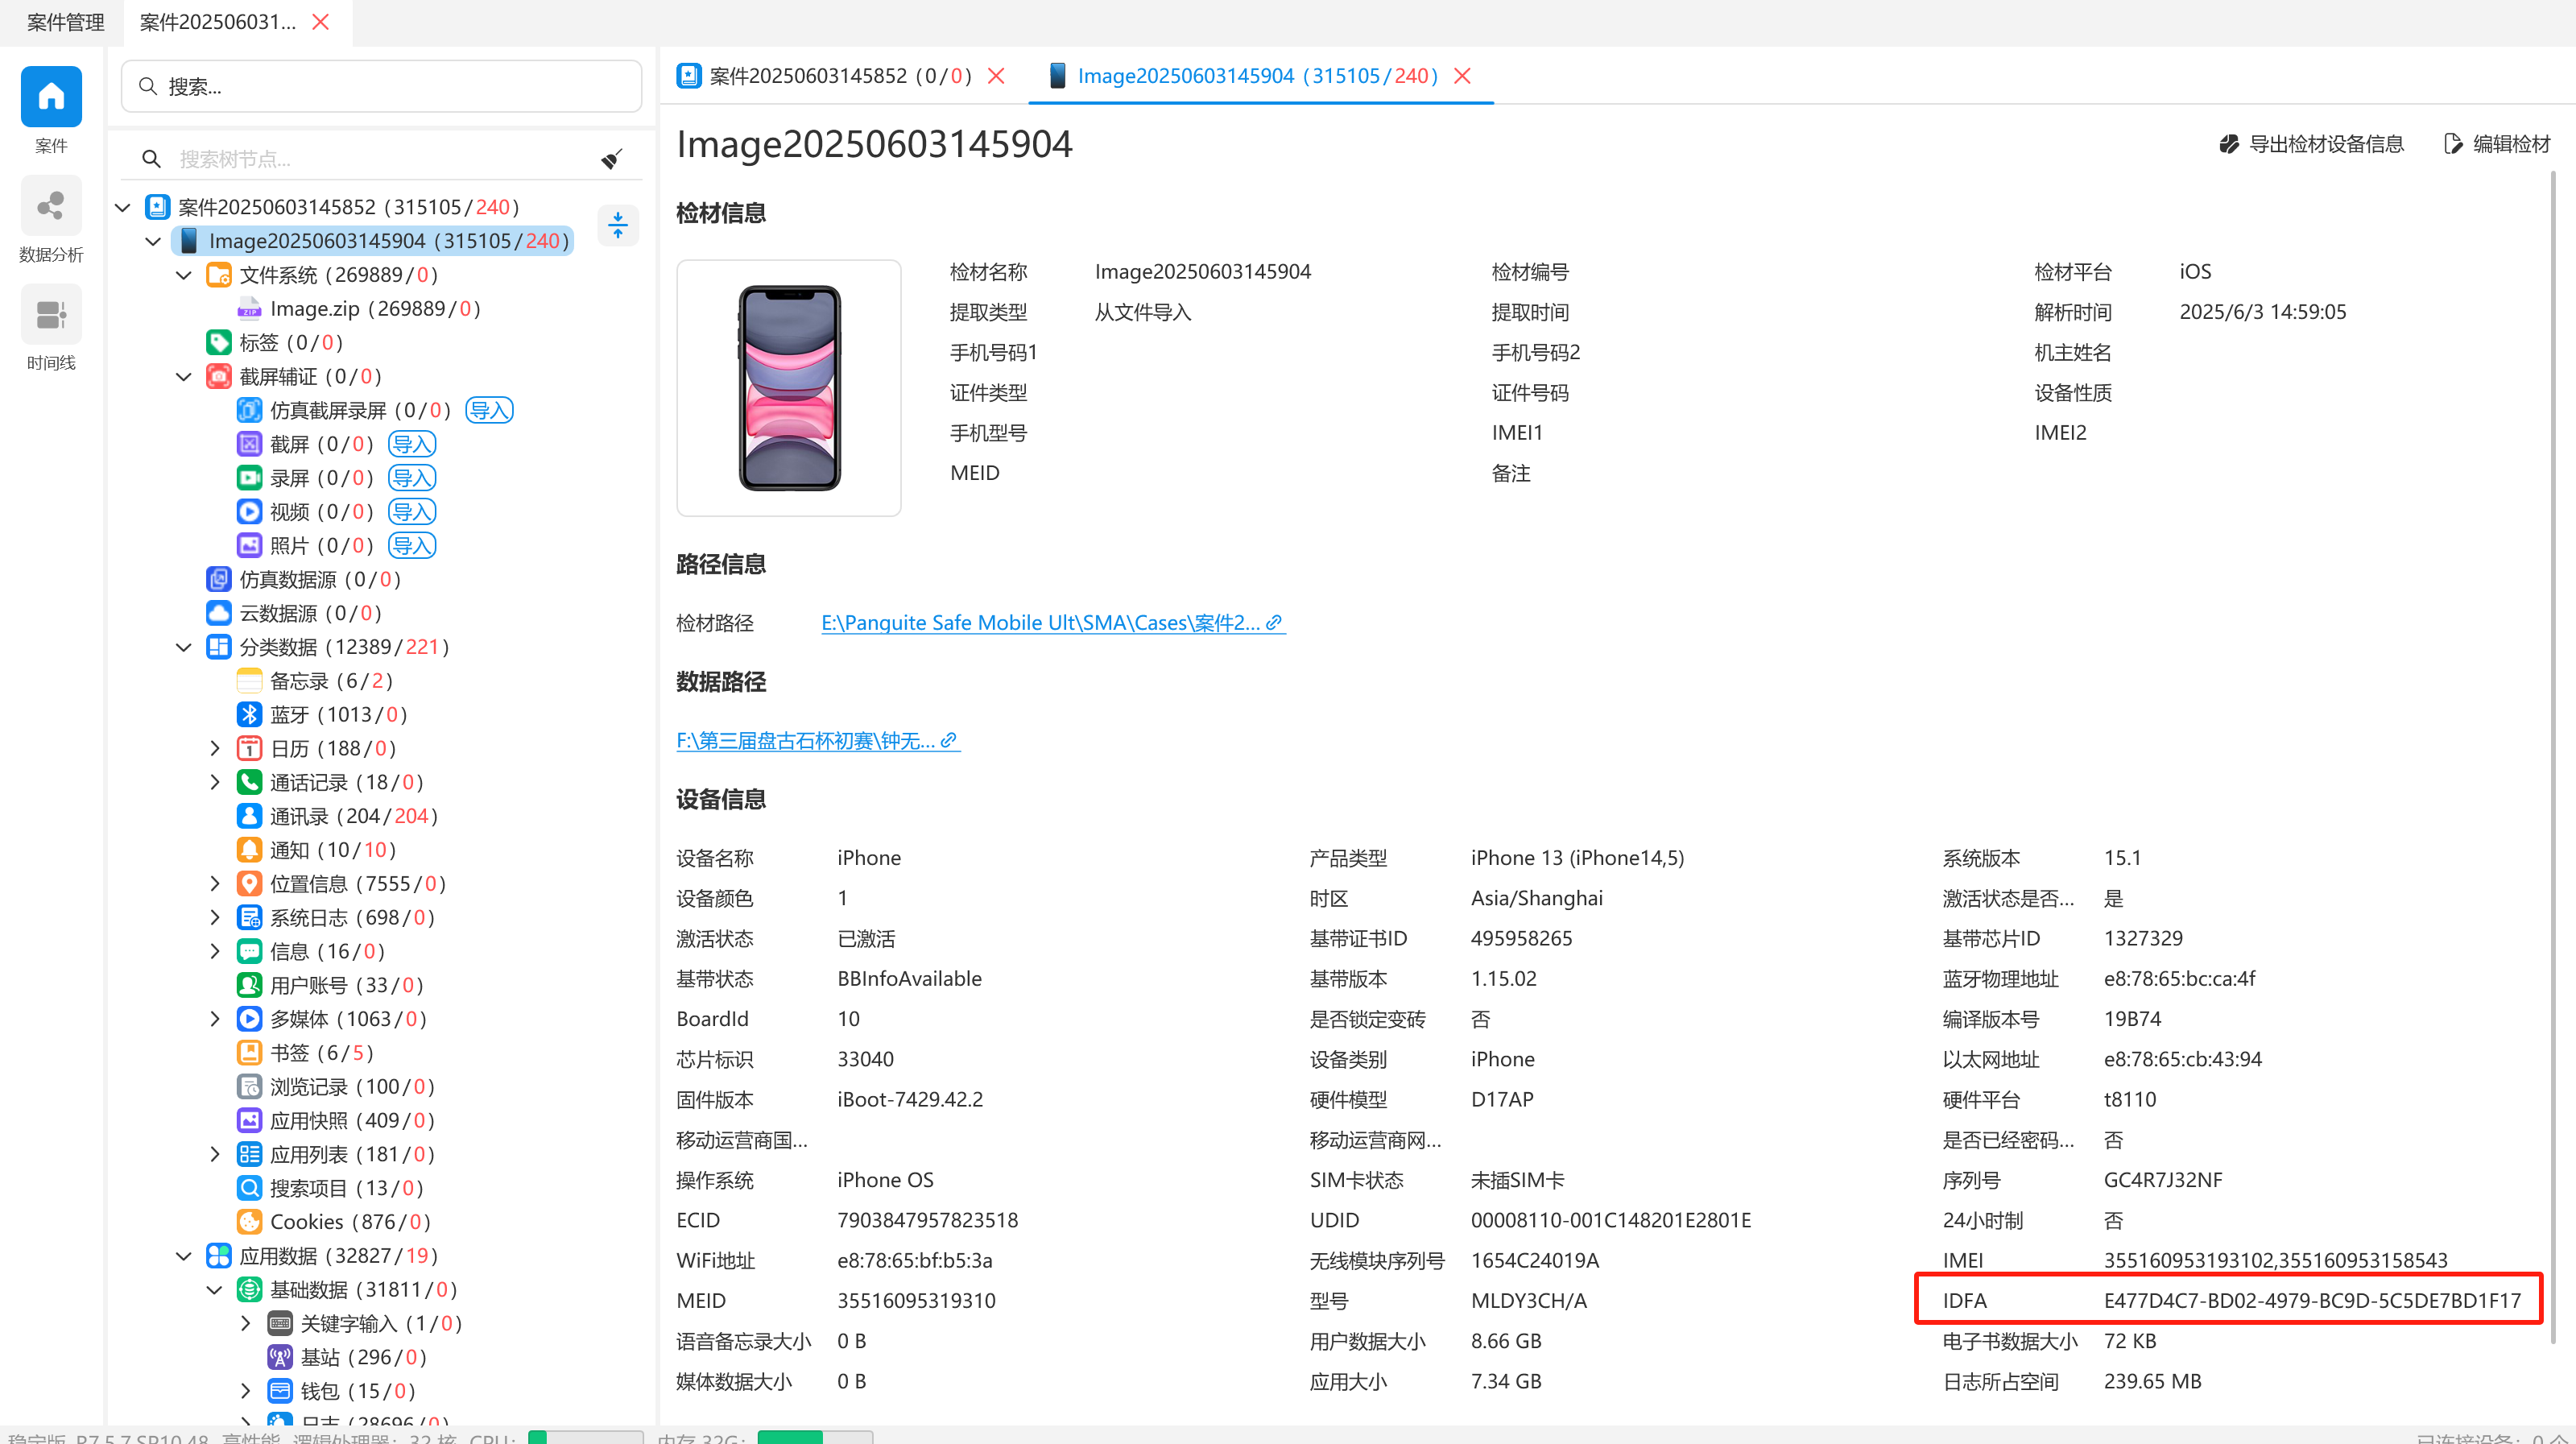 案件管理
案件202506031...
案件
数据分析
时间线
搜索...
搜索树节点...
案件20250603145852 (315105/240)
Image20250603145904 (315105/240)
文件系统 (269889/0)
Image.zip (269889/0)
标签 (0/0)
截屏辅证 (0/0)
仿真截屏录屏 (0/0) 导入
截屏 (0/0) 导入
录屏 (0/0) 导入
视频 (0/0) 导入
照片 (0/0) 导入
仿真数据源 (0/0)
云数据源 (0/0)
分类数据 (12389/221)
备忘录 (6/2)
蓝牙 (1013/0)
日历 (188/0)
通话记录 (18/0)
通讯录 (204/204)
通知 (10/10)
位置信息 (7555/0)
系统日志 (698/0)
信息 (16/0)
用户账号 (33/0)
多媒体 (1063/0)
书签 (6/5)
浏览记录 (100/0)
应用快照 (409/0)
应用列表 (181/0)
搜索项目 (13/0)
Cookies (876/0)
应用数据 (32827/19)
基础数据 (31811/0)
关键字输入 (1/0)
基站 (296/0)
钱包 (15/0)
日志 (28696/0)
案件20250603145852 (0/0)
Image20250603145904 (315105/240)
Image20250603145904
导出检材设备信息
编辑检材
检材信息
检材名称 Image20250603145904 检材编号 检材平台 iOS
提取类型 从文件导入 提取时间 解析时间 2025/6/3 14:59:05
手机号码1 手机号码2 机主姓名
证件类型 证件号码 设备性质
手机型号 IMEI1 IMEI2
MEID 备注
路径信息
检材路径 E:\Panguite Safe Mobile Ult\SMA\Cases\案件2...
数据路径
F:\第三届盘古石杯初赛\钟无...
设备信息
设备名称 iPhone 产品类型 iPhone 13 (iPhone14,5) 系统版本 15.1
设备颜色 1 时区 Asia/Shanghai 激活状态是否... 是
激活状态 已激活 基带证书ID 495958265 基带芯片ID 1327329
基带状态 BBInfoAvailable 基带版本 1.15.02 蓝牙物理地址 e8:78:65:bc:ca:4f
BoardId 10 是否锁定变砖 否 编译版本号 19B74
芯片标识 33040 设备类别 iPhone 以太网地址 e8:78:65:cb:43:94
固件版本 iBoot-7429.42.2 硬件模型 D17AP 硬件平台 t8110
移动运营商国... 移动运营商网... 是否已经密码... 否
操作系统 iPhone OS SIM卡状态 未插SIM卡 序列号 GC4R7J32NF
ECID 7903847957823518 UDID 00008110-001C148201E2801E 24小时制 否
WiFi地址 e8:78:65:bf:b5:3a 无线模块序列号 1654C24019A IMEI 355160953193102,355160953158543
MEID 35516095319310 型号 MLDY3CH/A IDFA E477D4C7-BD02-4979-BC9D-5C5DE7BD1F17
语音备忘录大小 0 B 用户数据大小 8.66 GB 电子书数据大小 72 KB
媒体数据大小 0 B 应用大小 7.34 GB 日志所占空间 239.65 MB
稳定版 R7.5.7.SP10.48 高性能 逻辑处理器：32 核 CPU： 内存 32G： 已连接设备：0 个